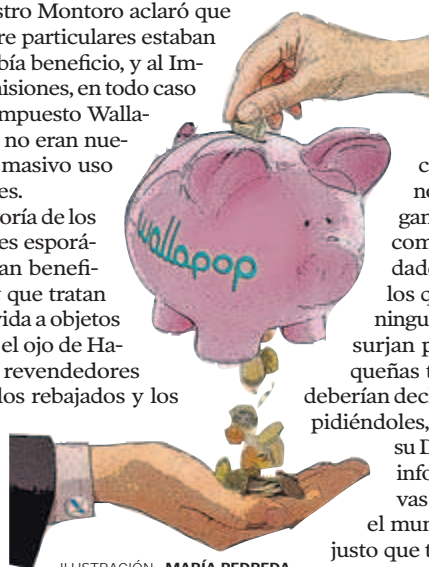 stro Montoro aclaró que
re particulares estaban
bía beneficio, y al Im-
misiones, en todo caso
mpuesto Walla-
no eran nue-
masivo uso
es.
oría de los
es esporá-
an benefi-
y que tratan
vida a objetos
el ojo de Ha-
revendedores
los rebajados y los
wallapop
c
no
gan
com
dade
los q
ningu
surjan p
queñas t
deberían decl
pidiéndoles,
su D
info
vas
el mun
justo que t
ILUSTRACIÓN MARÍA PEDREDA